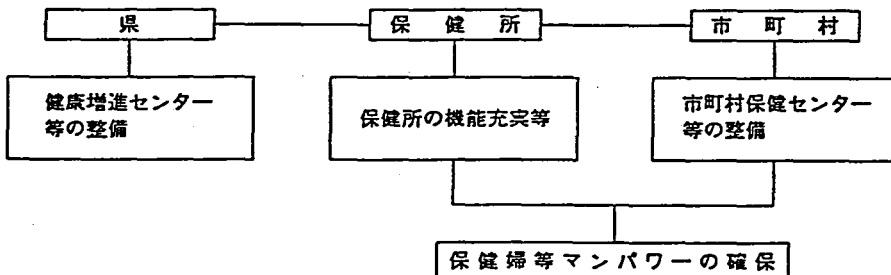 県
保健所
市町村
健康増進センター
等の整備
保健所の機能充実等
市町村保健センター
等の整備
保健婦等マンパワーの確保